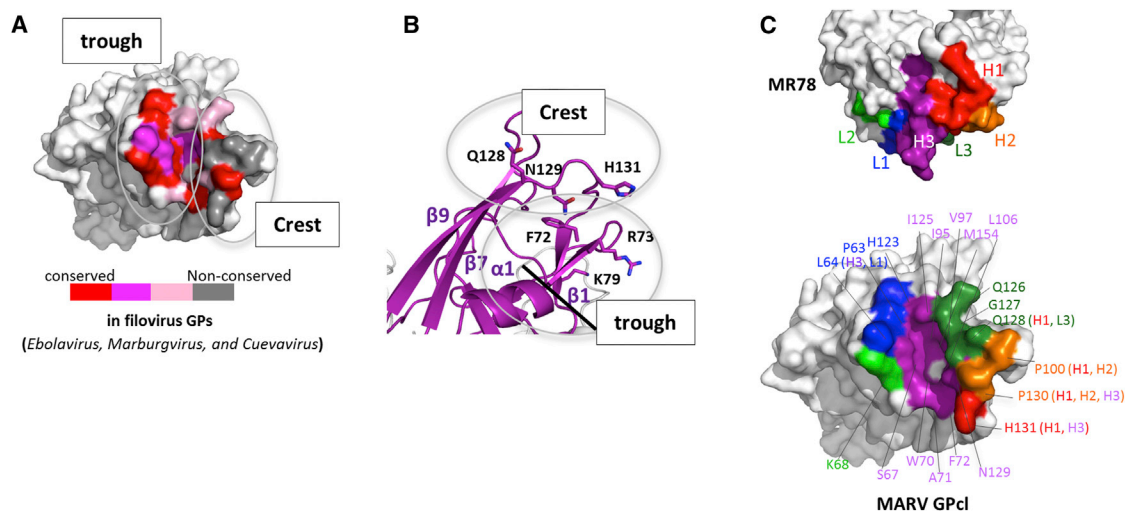 A
trough
Crest
conserved
Non-conserved
in filovirus GPs
(Ebolavirus, Marburgvirus, and Cuevavirus)
B
Crest
Q128
N129
H131
β9
F72
R73
β7
α1
K79
β1
trough
C
MR78
H1
L2
H3
H2
L1
L3
I125
V97
L106
I95
M154
P63
H123
L64 (H3, L1)
Q126
G127
Q128 (H1, L3)
P100 (H1, H2)
P130 (H1, H2, H3)
H131 (H1, H3)
K68
S67
W70
A71
F72
N129
MARV GPcl